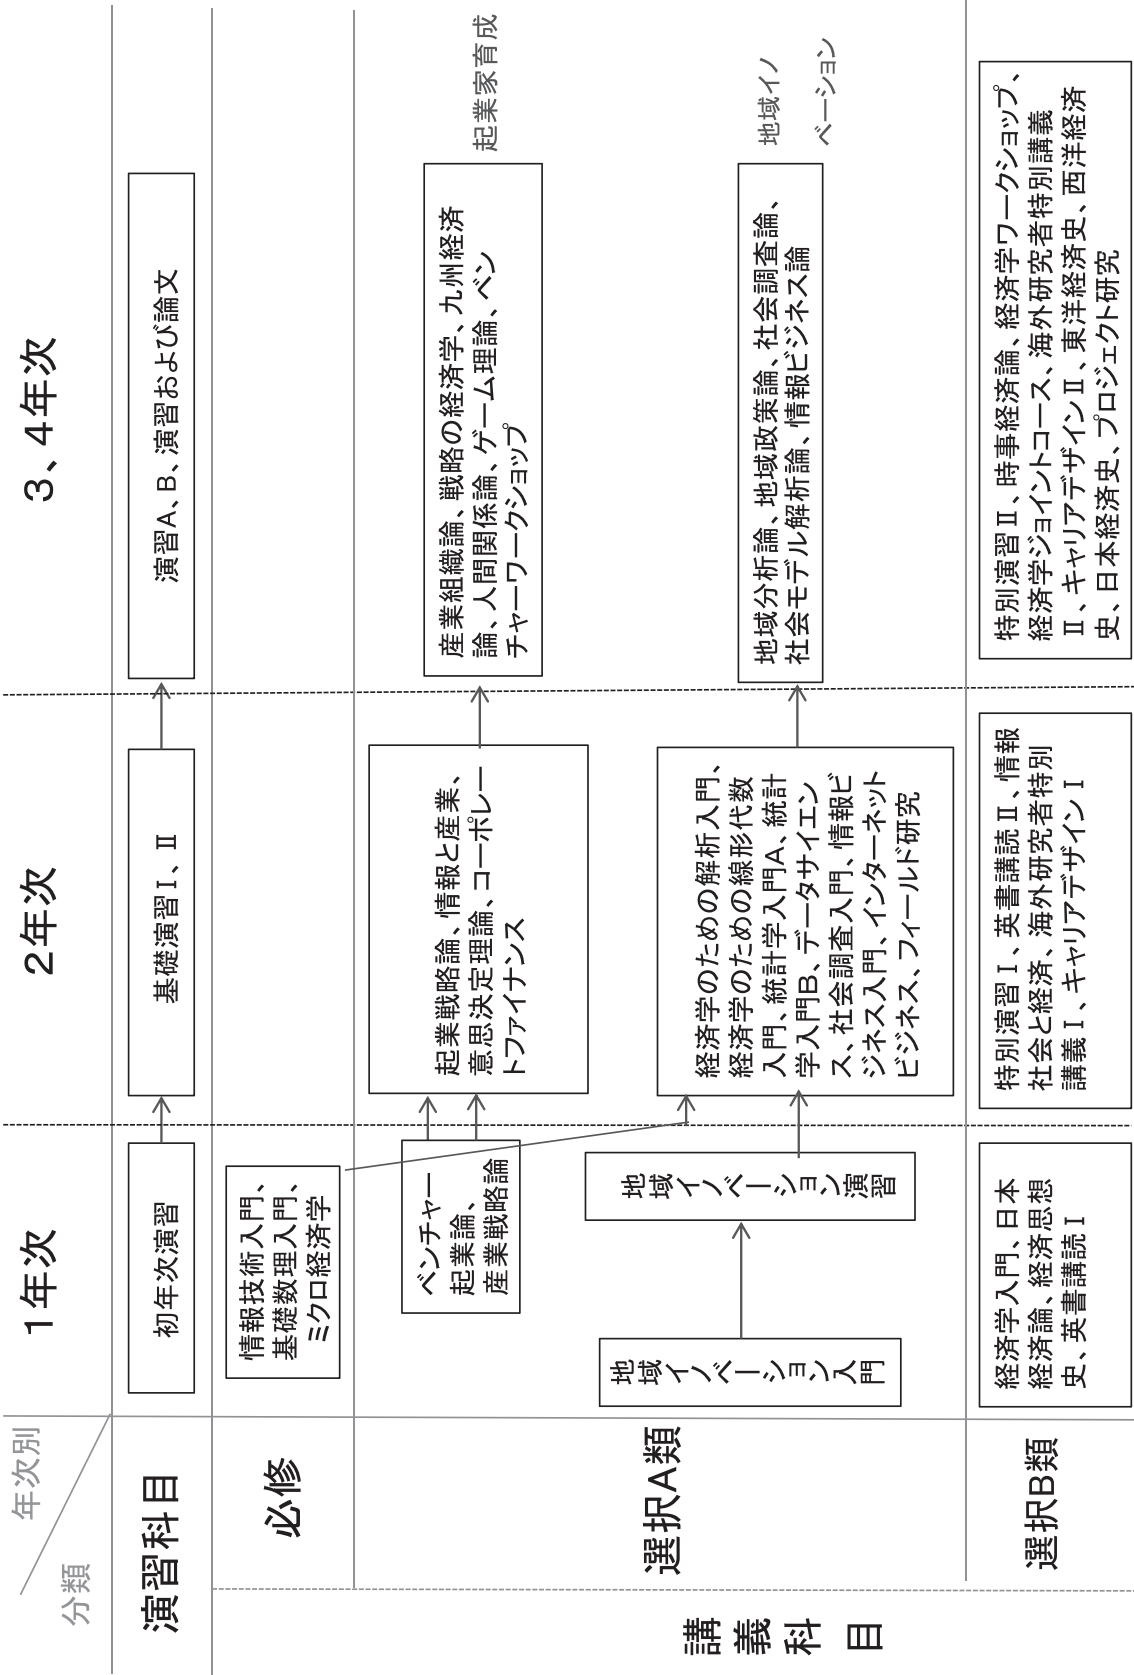 年次別
分類
1年次
2年次
3、4年次
演習科目
初年次演習
基礎演習Ⅰ、Ⅱ
演習A、B、演習および論文
講義科目
必修
情報技術入門、
基礎数理入門、
ミクロ経済学
選択A類
ベンチャー
起業論、
産業戦略論
起業戦略論、情報と産業、
意思決定理論、コーポレー
トファイナンス
産業組織論、戦略の経済学、九州経済
論、人間関係論、ゲーム理論、ベン
チャーワークショップ
起業家育成
地域イノベーション入門
地域イノベーション演習
経済学のための解析入門、
経済学のための線形代数
入門、統計学入門A、統計
学入門B、データサイエン
ス、社会調査入門、情報ビ
ジネス入門、インターネット
ビジネス、フィールド研究
地域分析論、地域政策論、社会調査論、
社会モデル解析論、情報ビジネス論
地域イノ
ベーション
選択B類
経済学入門、日本
経済論、経済思想
史、英書講読Ⅰ
特別演習Ⅰ、英書講読Ⅱ、情報
社会と経済、海外研究者特別
講義Ⅰ、キャリアデザインⅠ
特別演習Ⅱ、時事経済論、経済学ワークショップ、
経済学ジョイントコース、海外研究者特別講義
Ⅱ、キャリアデザインⅡ、東洋経済史、西洋経済
史、日本経済史、プロジェクト研究